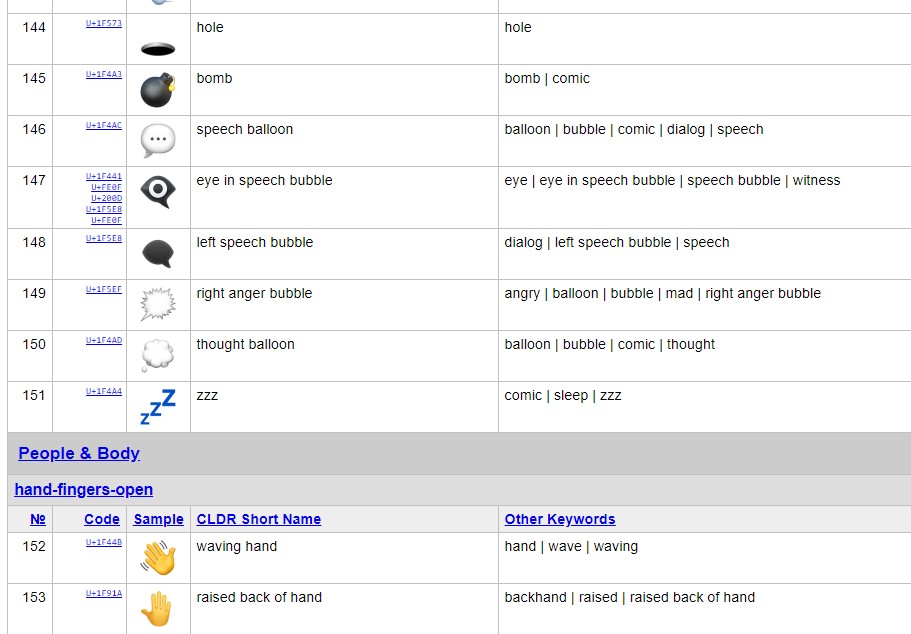 144 U+1F573 hole hole
145 U+1F4A3 bomb bomb | comic
146 U+1F4AC speech balloon balloon | bubble | comic | dialog | speech
147 U+1F441 eye in speech bubble eye | eye in speech bubble | speech bubble | witness
U+FE0F
U+200D
U+1F5E8
U+FE0F
148 U+1F5E8 left speech bubble dialog | left speech bubble | speech
149 U+1F5EF right anger bubble angry | balloon | bubble | mad | right anger bubble
150 U+1F4AD thought balloon balloon | bubble | comic | thought
151 U+1F4A4 zzz comic | sleep | zzz
People & Body
hand-fingers-open
№ Code Sample CLDR Short Name Other Keywords
152 U+1F44B waving hand hand | wave | waving
153 U+1F91A raised back of hand backhand | raised | raised back of hand